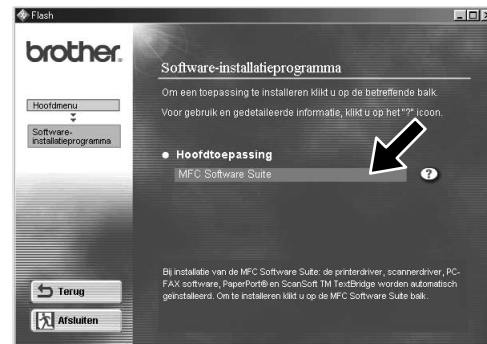 Flash
brother.
Software-installatieprogramma
Om een toepassing te installeren klikt u op de betreffende balk.
Voor gebruik en gedetailleerde informatie, klikt u op het "?" icoon.
Hoofdmenu
Software-
installatieprogramma
Hoofdtoepassing
MFC Software Suite
?
Bij installatie van de MFC Software Suite: de printerdriver, scannerdriver, PC-
FAX software, PaperPort® en ScanSoft TM TextBridge worden automatisch
geïnstalleerd. Om te installeren klikt u op de MFC Software Suite balk.
Terug
Afsluiten